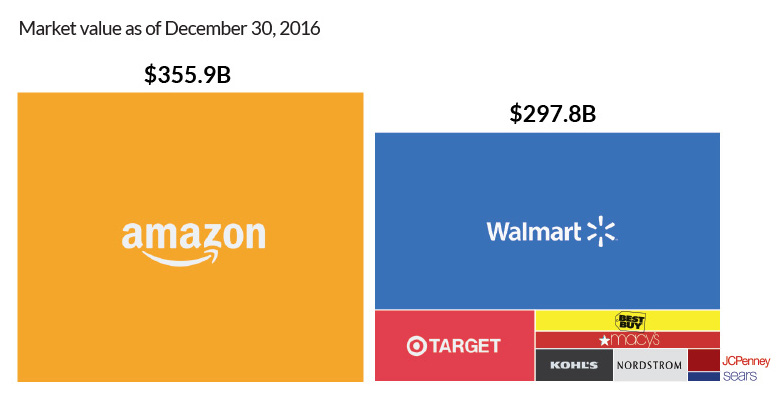 Market value as of December 30, 2016
$355.9B
$297.8B
amazon
Walmart
BEST
BUY
macy's
TARGET
KOHL'S
NORDSTROM
JCPenney
sears